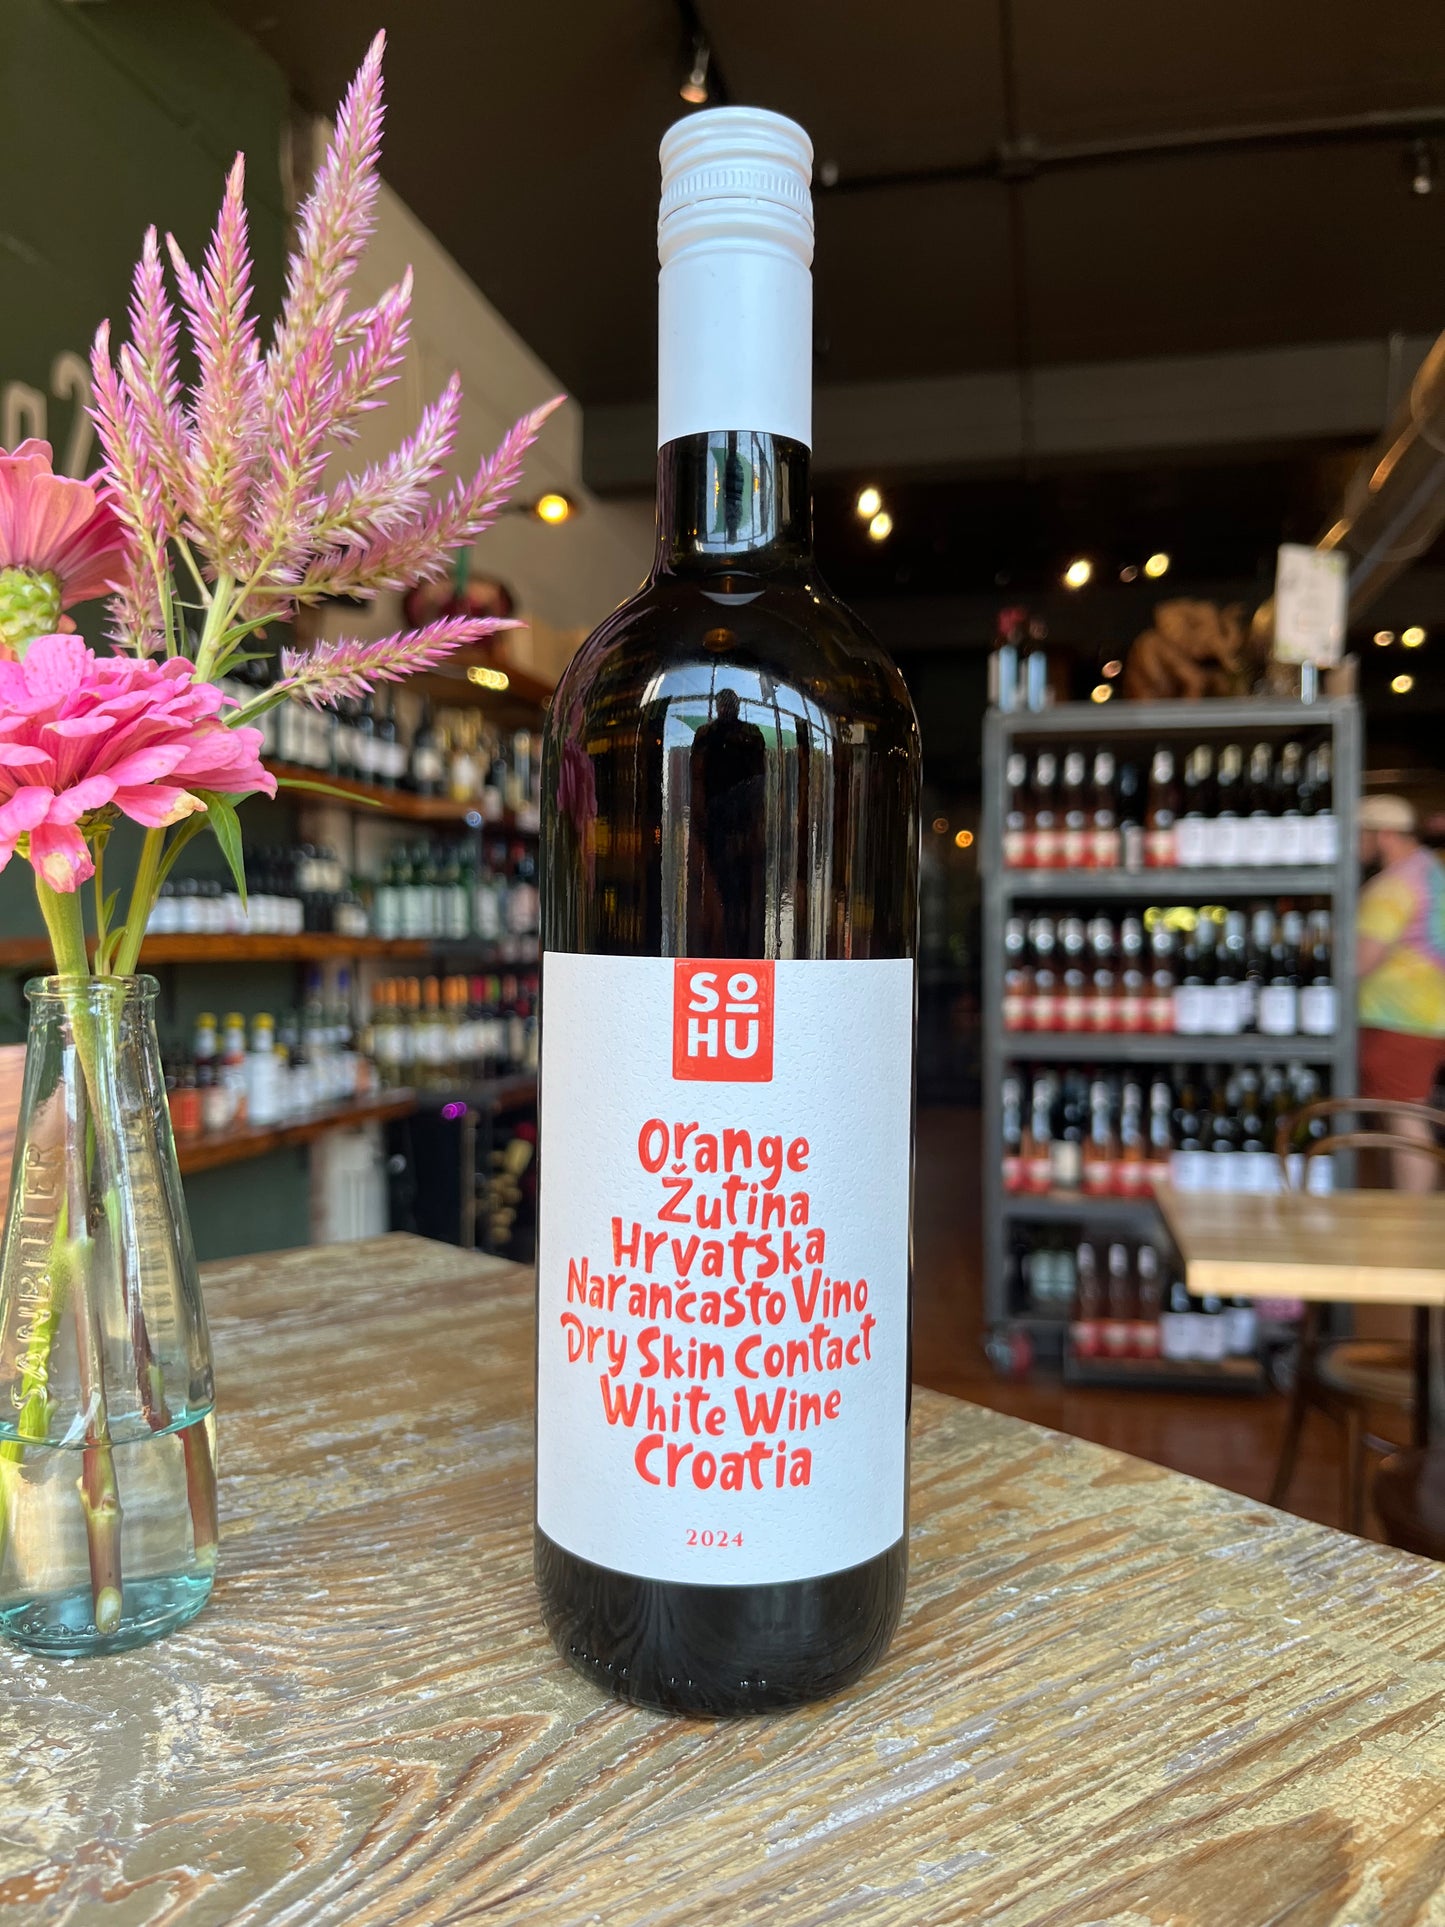 So
HU
Orange
Žutina
Hrvatska
Narančasto Vino
Dry Skin Contact
White Wine
Croatia
2024